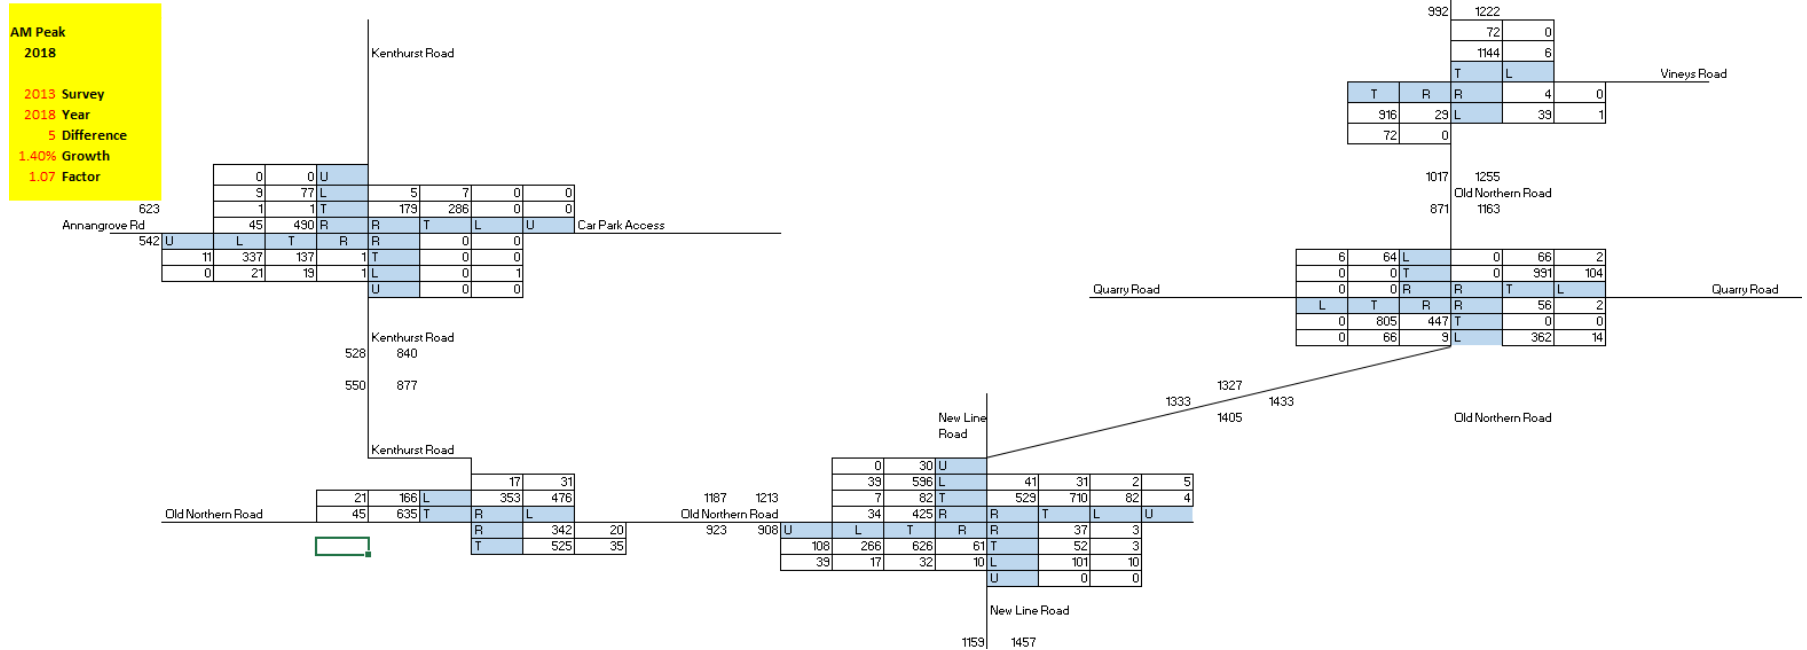 992 1222
AM Peak
72 0
2018
Kenthurst Road
1144 6
T L
Vineys Road
2013 Survey
T R R 4 0
2018 Year
916 29 L 39 1
5 Difference
72 0
1.40% Growth
1.07 Factor
0 0 U
1017 1255
9 77 L 5 7 0 0
Old Northern Road
623
1 1 T 179 286 0 0
871 1163
Annangrove Rd
45 490 R R T L U Car Park Access
542 U L T R R 0 0
11 337 137 1 T 0 0
6 64 L 0 66 2
0 21 19 1 L 0 1
0 0 T 0 991 104
U 0 0
Quarry Road
0 0 R R T L
Quarry Road
L T R R 56 2
0 805 447 T 0 0
Kenthurst Road
0 66 9 L 362 14
528 840
550 877
1327
1333 1433
New Line
Road
1405
Old Northern Road
Kenthurst Road
0 30 U
17 31
39 596 L 41 31 2 5
21 166 L 353 476
1187 1213
7 82 T 529 710 82 4
Old Northern Road
45 635 T R L
Old Northern Road
34 425 R R T L U
R 342 20
923 908 U L T R R 37 3
T 525 35
108 266 626 61 T 52 3
39 17 32 10 L 101 10
U 0 0
New Line Road
1159 1457